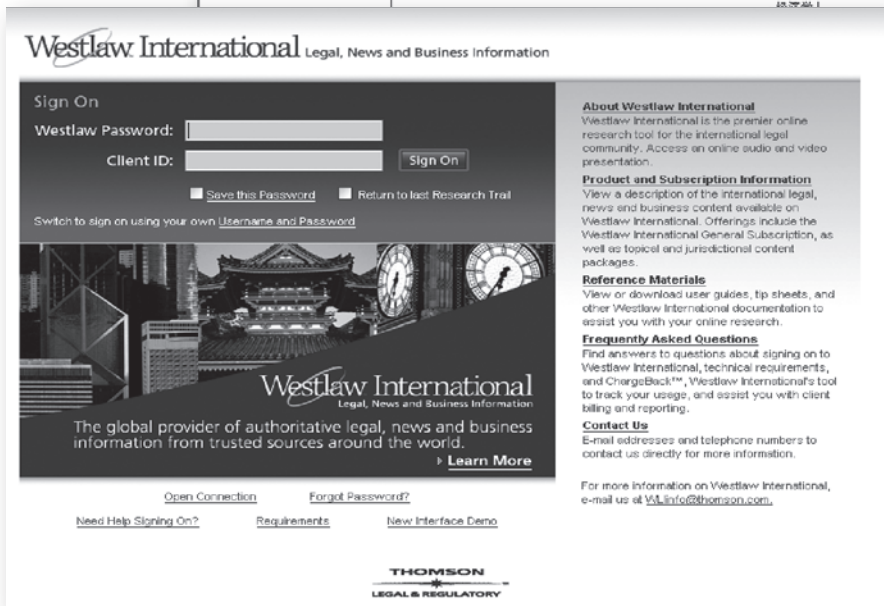 Westlaw International Legal, News and Business Information
Sign On
Westlaw Password:
Client ID:
Sign On
Save this Password
Return to last Research Trail
Switch to sign on using your own Username and Password
Westlaw International
Legal, News and Business Information
The global provider of authoritative legal, news and business
information from trusted sources around the world.
Learn More
Open Connection
Forgot Password?
Need Help Signing On?
Requirements
New Interface Demo
About Westlaw International
Westlaw International is the premier online
research tool for the international legal
community. Access an online audio and video
presentation.
Product and Subscription Information
View a description of the international legal,
news and business content available on
Westlaw International. Offerings include the
Westlaw International General Subscription, as
well as topical and jurisdictional content
packages.
Reference Materials
View or download user guides, tip sheets, and
other Westlaw International documentation to
assist you with your online research.
Frequently Asked Questions
Find answers to questions about signing on to
Westlaw International, technical requirements,
and ChargeBack™, Westlaw International's tool
to track your usage, and assist you with client
billing and reporting.
Contact Us
E-mail addresses and telephone numbers to
contact us directly for more information.
For more information on Westlaw International,
e-mail us at WLinfo@thomson.com.
THOMSON
LEGAL & REGULATORY